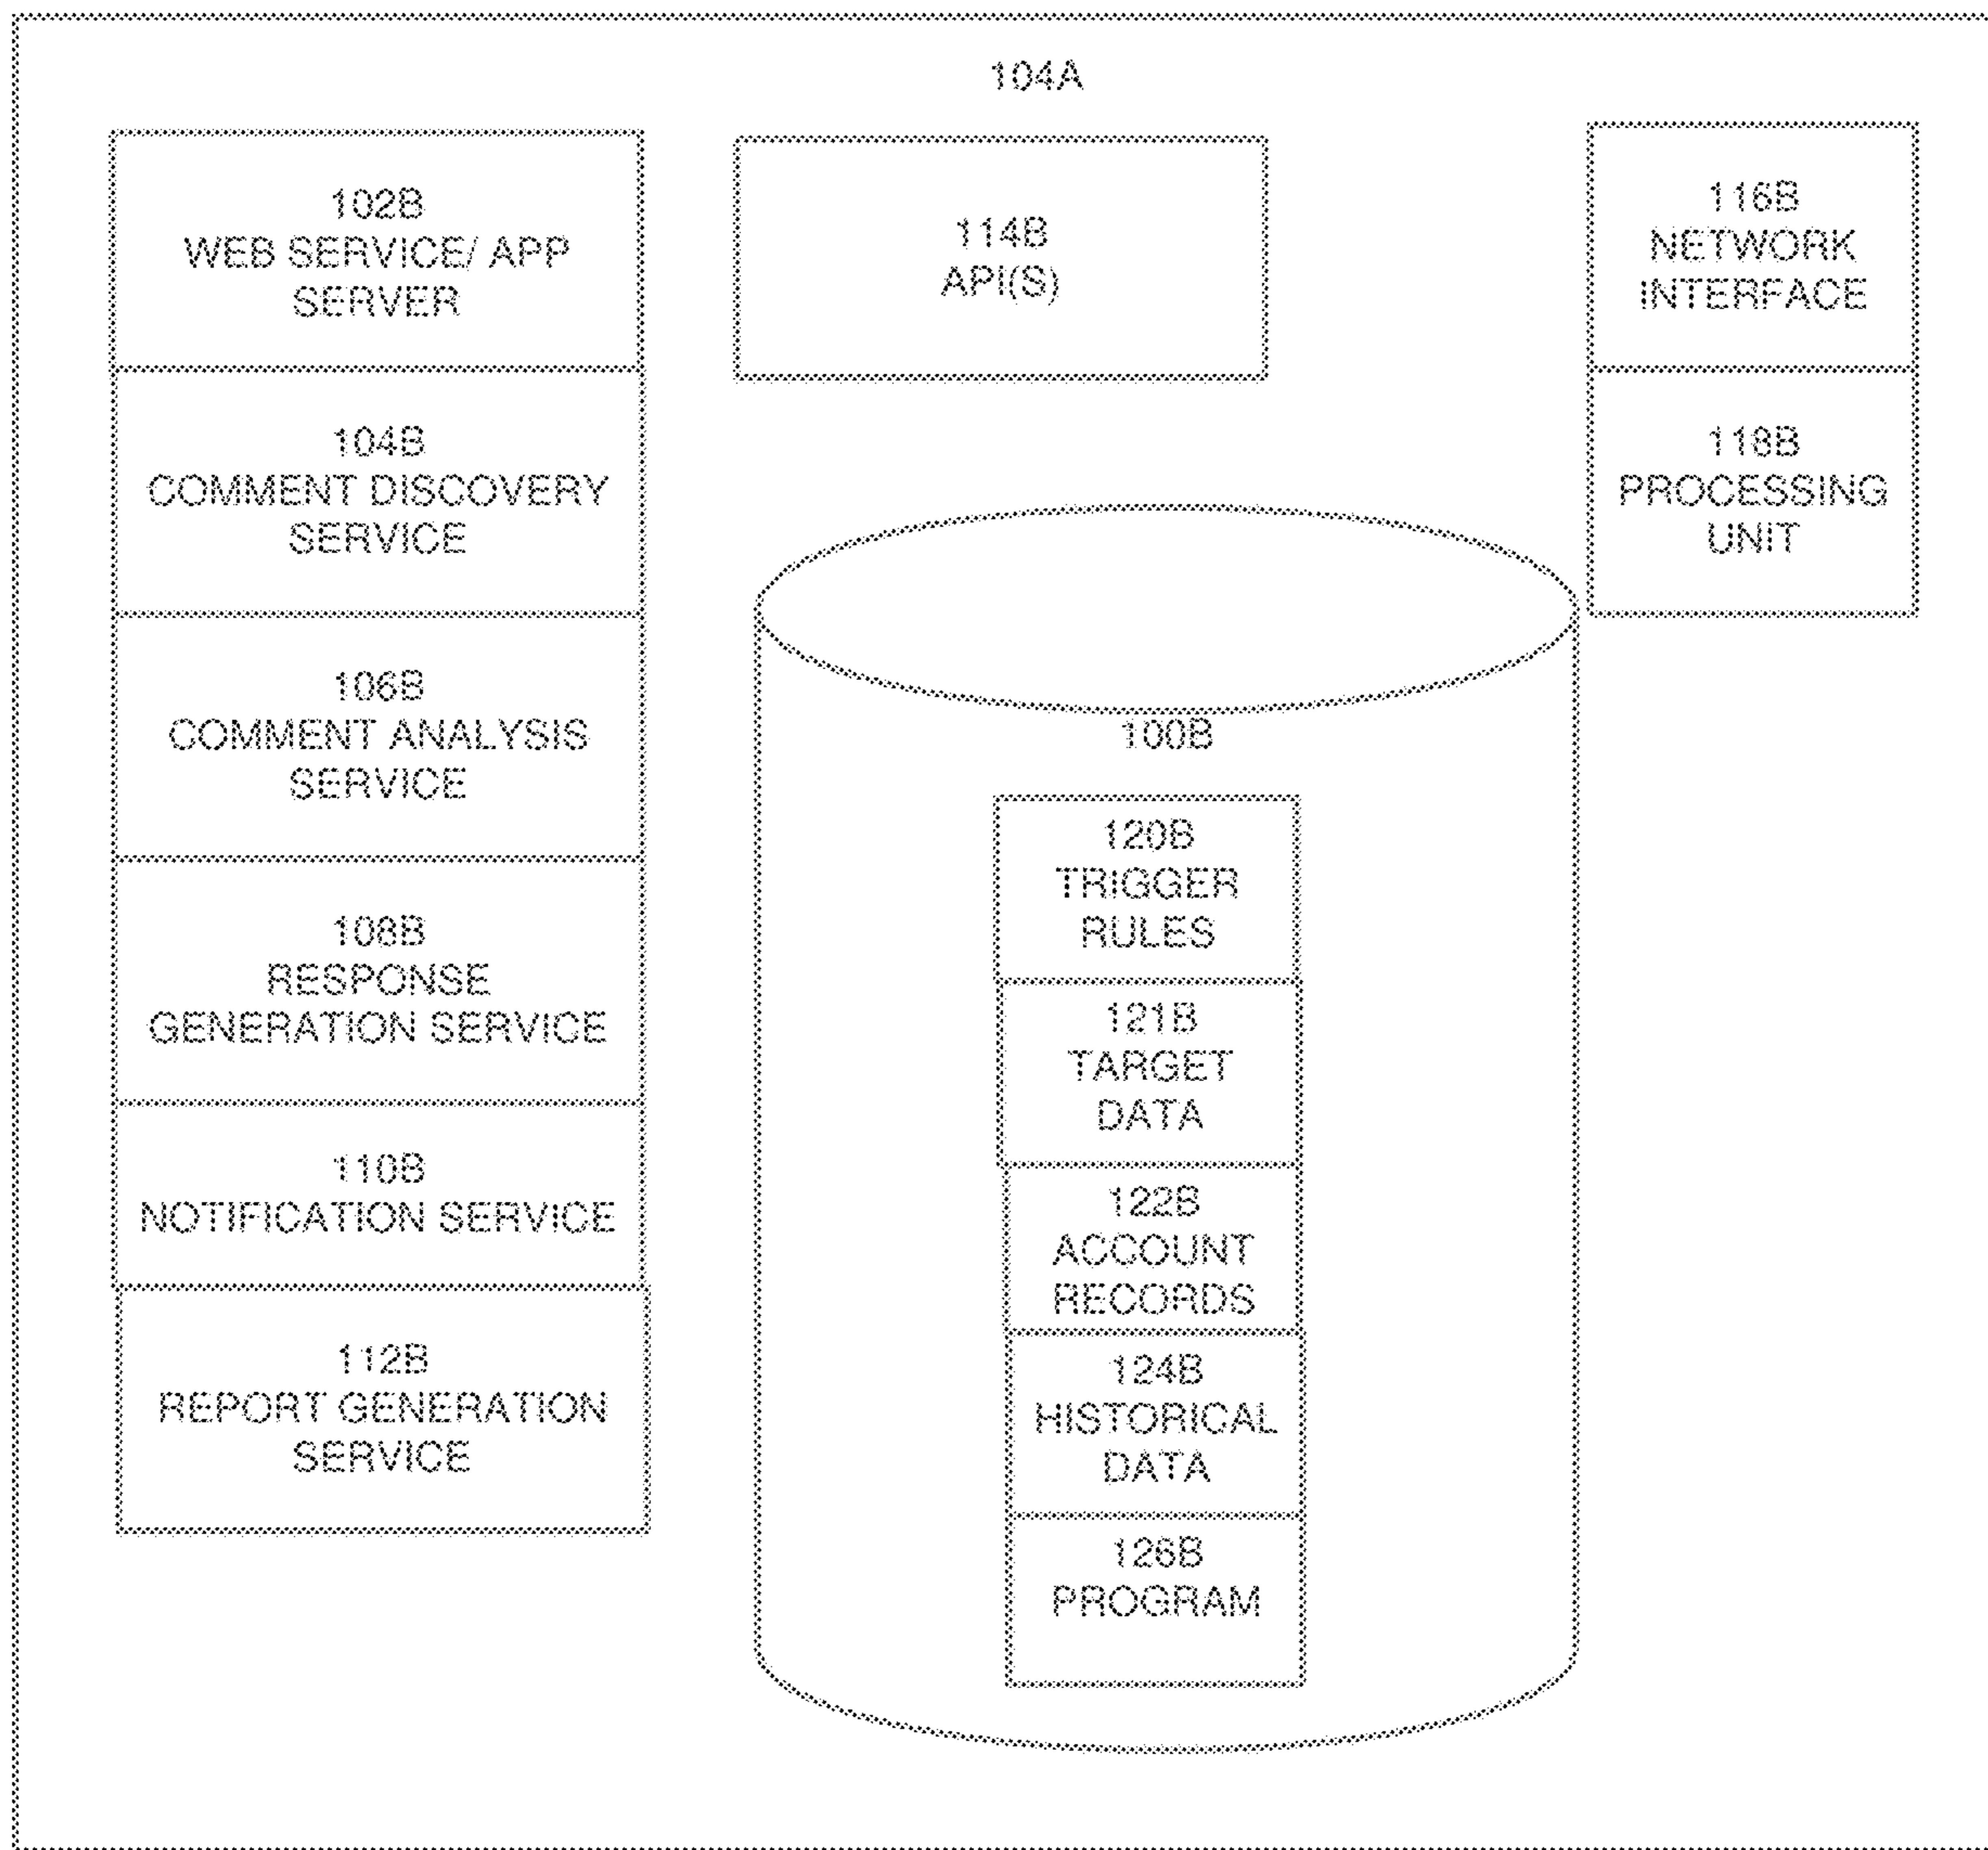 104A
102B
WEB SERVICE/ APP
SERVER
104B
COMMENT DISCOVERY
SERVICE
106B
COMMENT ANALYSIS
SERVICE
108B
RESPONSE
GENERATION SERVICE
110B
NOTIFICATION SERVICE
112B
REPORT GENERATION
SERVICE
114B
API(S)
116B
NETWORK
INTERFACE
118B
PROCESSING
UNIT
100B
120B
TRIGGER
RULES
121B
TARGET
DATA
122B
ACCOUNT
RECORDS
124B
HISTORICAL
DATA
126B
PROGRAM